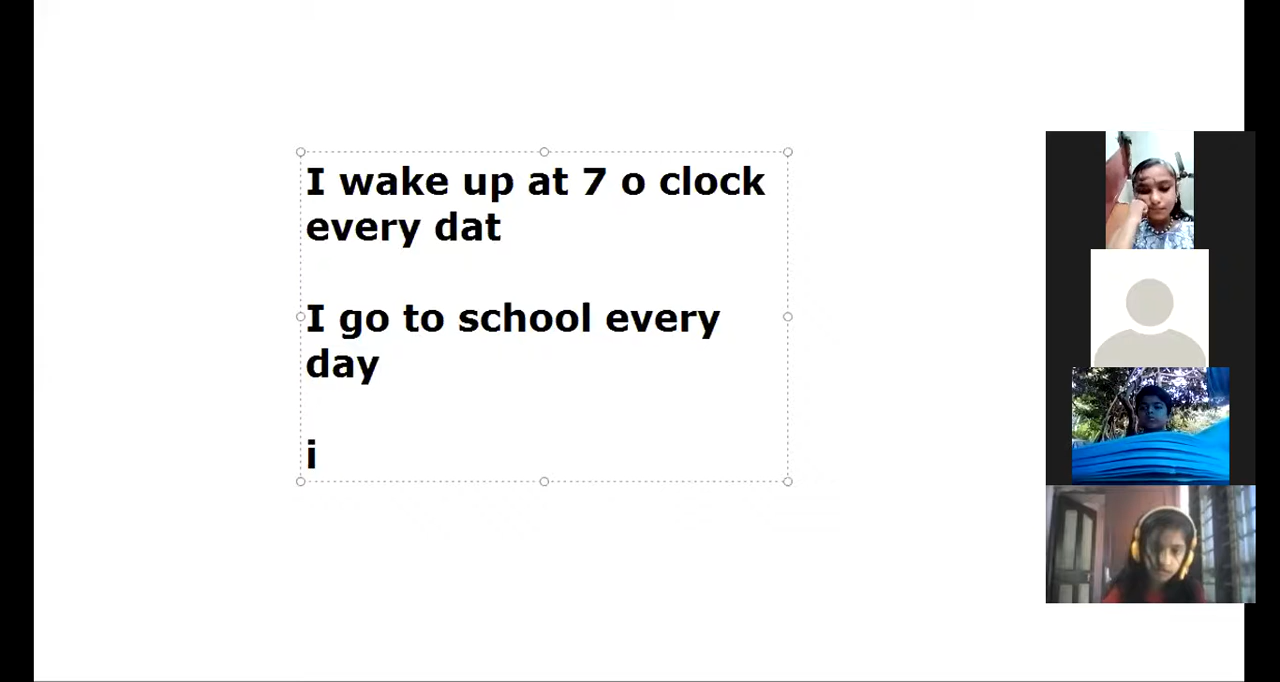 I wake up at 7 o clock
every dat
I go to school every
day
i